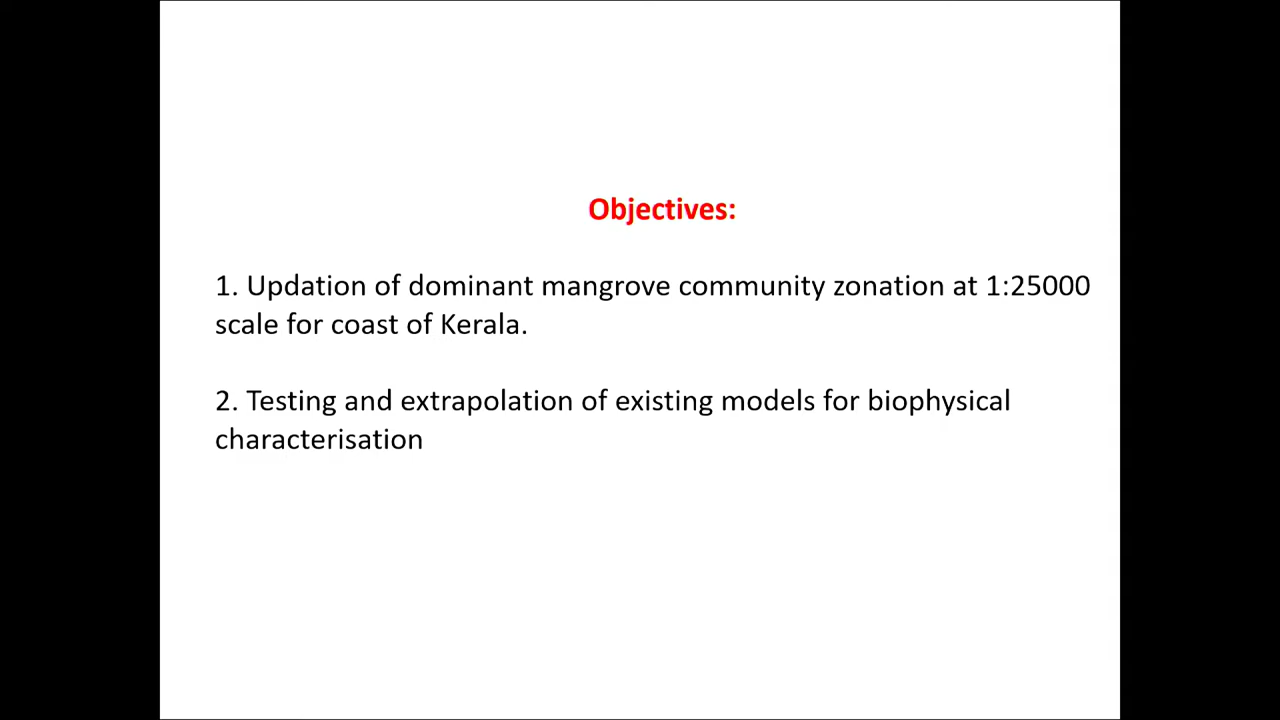 Objectives:
1. Updation of dominant mangrove community zonation at 1:25000
scale for coast of Kerala.
2. Testing and extrapolation of existing models for biophysical
characterisation